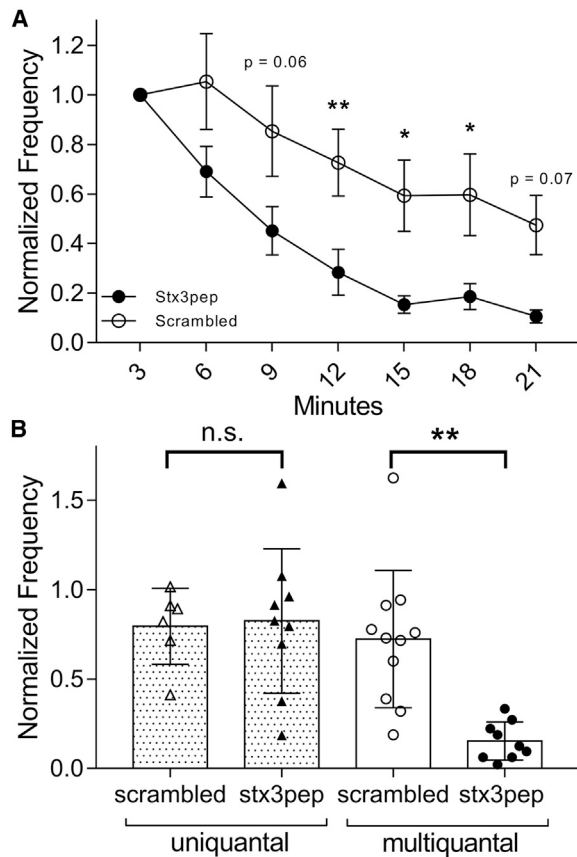 A
Normalized Frequency
1.2
1.0
0.8
0.6
0.4
0.2
0.0
p = 0.06
**
*
*
p = 0.07
Stx3pep
Scrambled
3 6 9 12 15 18 21
Minutes
B
Normalized Frequency
1.5
1.0
0.5
0.0
n.s.
**
scrambled stx3pep scrambled stx3pep
uniquantal multiquantal